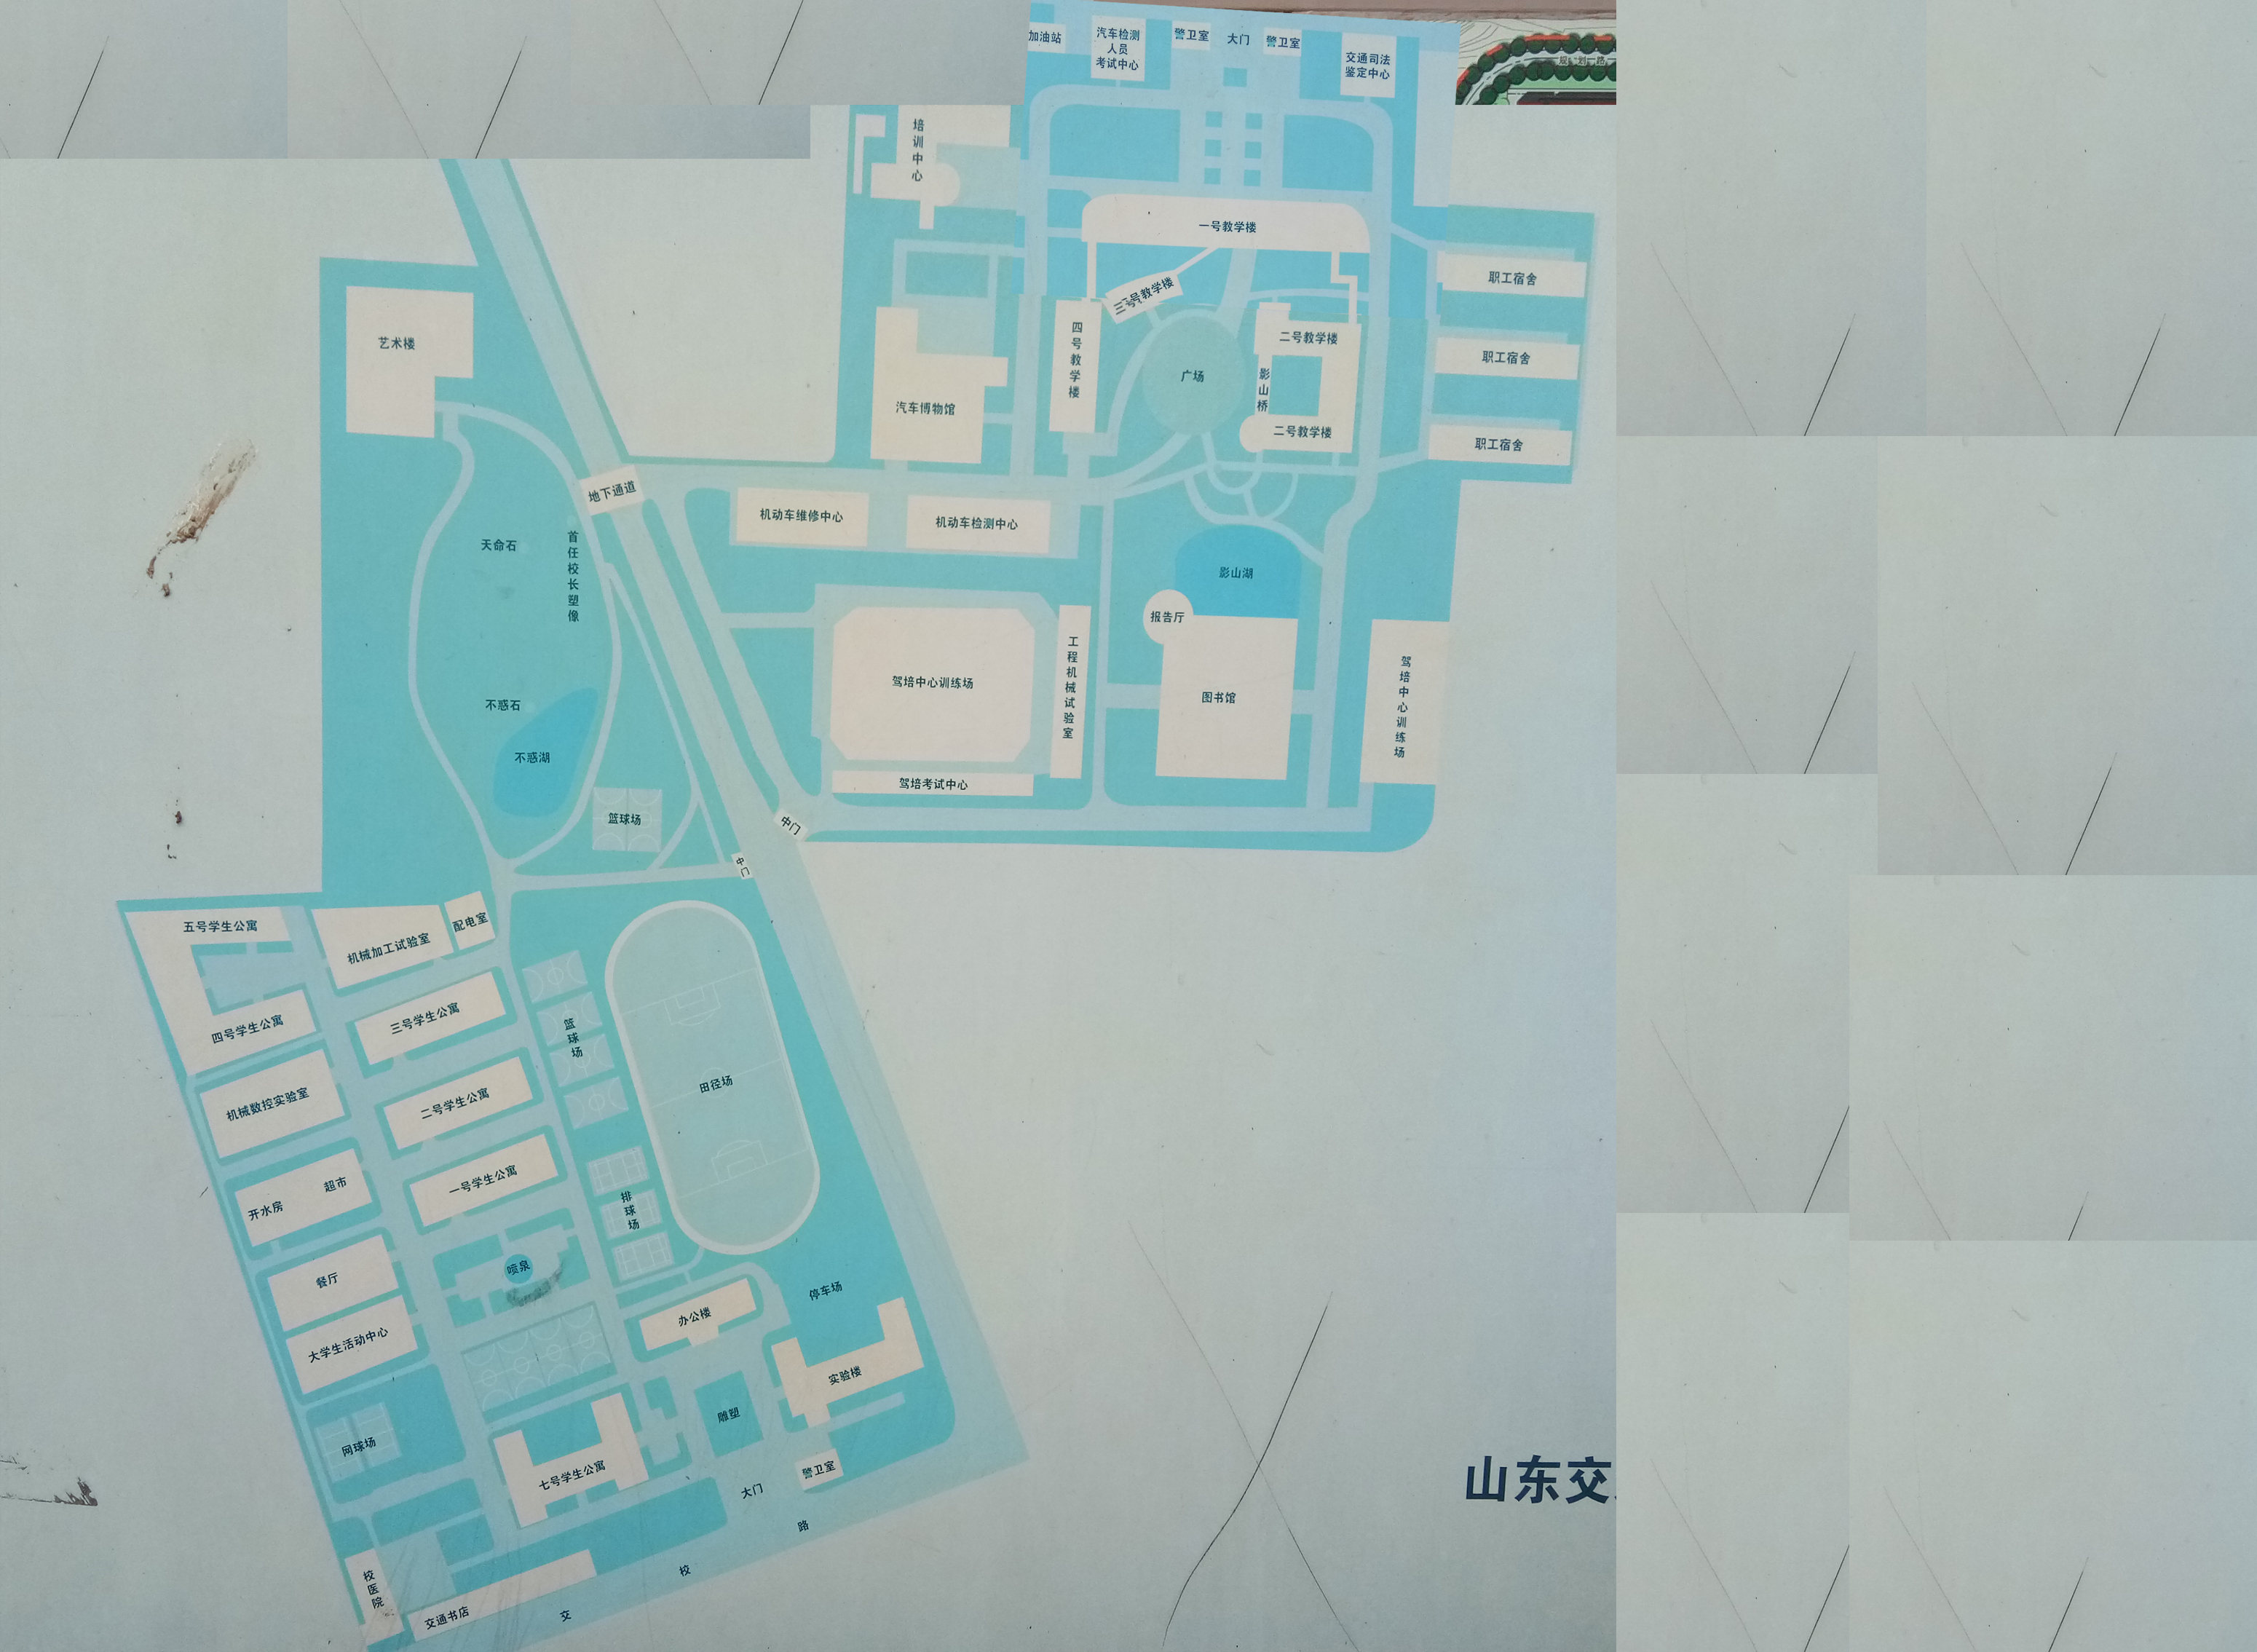 加油站
汽车检测
人员
考试中心
警卫室
大门
警卫室
交通司法
鉴定中心
规划路
培训中心
一号教学楼
三号教学楼
职工宿舍
艺术楼
四号教学楼
二号教学楼
职工宿舍
广场
影山桥
汽车博物馆
二号教学楼
职工宿舍
地下通道
机动车维修中心
机动车检测中心
天命石
首任校长塑像
影山湖
报告厅
工程机械试验室
驾培中心训练场
图书馆
驾培中心训练场
不惑石
不惑湖
驾培考试中心
篮球场
中门
中门
五号学生公寓
机械加工试验室
配电室
四号学生公寓
三号学生公寓
篮球场
田径场
机械数控实验室
二号学生公寓
开水房
超市
一号学生公寓
排球场
餐厅
喷泉
停车场
办公楼
大学生活动中心
实验楼
雕塑
网球场
七号学生公寓
警卫室
大门
山东交
校医院
交通书店
交
校
路